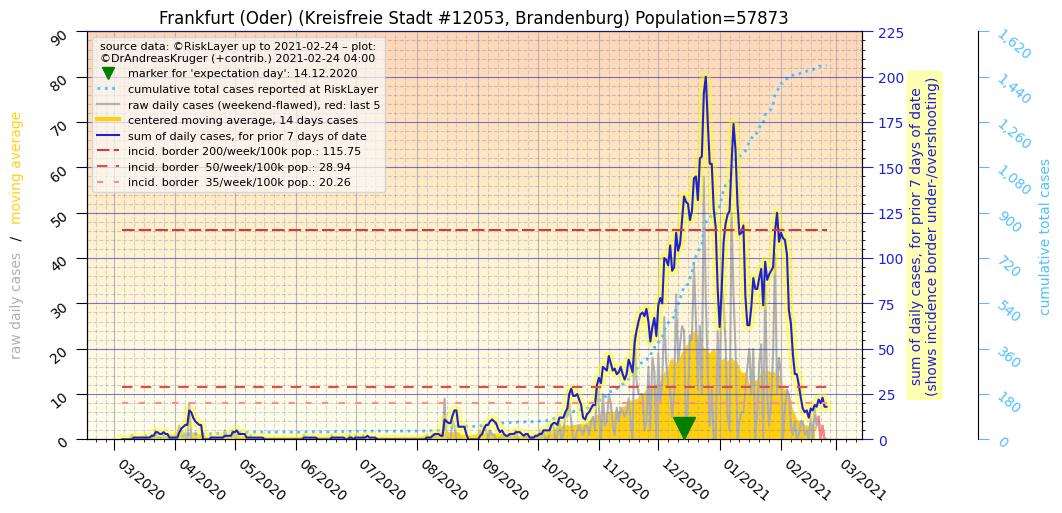 Frankfurt (Oder) (Kreisfreie Stadt #12053, Brandenburg) Population=57873
source data: ©RiskLayer up to 2021-02-24 – plot:
©DrAndreasKruger (+contrib.) 2021-02-24 04:00
marker for 'expectation day': 14.12.2020
cumulative total cases reported at RiskLayer
raw daily cases (weekend-flawed), red: last 5
centered moving average, 14 days cases
sum of daily cases, for prior 7 days of date
incid. border 200/week/100k pop.: 115.75
incid. border  50/week/100k pop.: 28.94
incid. border  35/week/100k pop.: 20.26
raw daily cases / moving average
90
80
70
60
50
40
30
20
10
0
03/2020
04/2020
05/2020
06/2020
07/2020
08/2020
09/2020
10/2020
11/2020
12/2020
01/2021
02/2021
03/2021
225
200
175
150
125
100
75
50
25
0
sum of daily cases, for prior 7 days of date
(shows incidence border under-/overshooting)
1,620
1,440
1,260
1,080
900
720
540
360
180
0
cumulative total cases